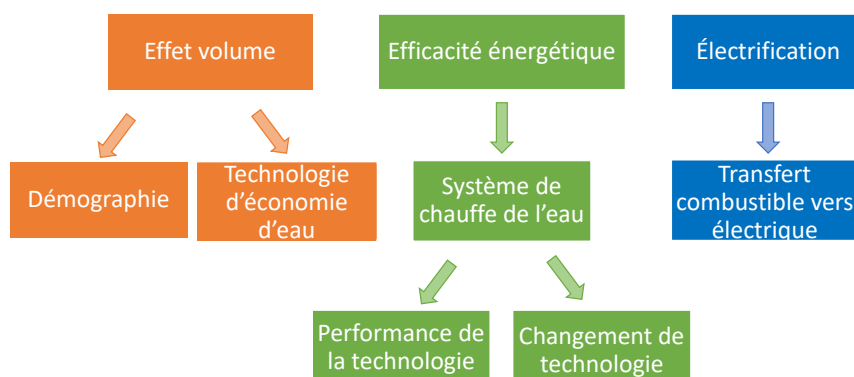 Effet volume
Efficacité énergétique
Électrification
Démographie
Technologie
d'économie
d'eau
Système de
chauffe de l'eau
Transfert
combustible vers
électrique
Performance de
la technologie
Changement de
technologie